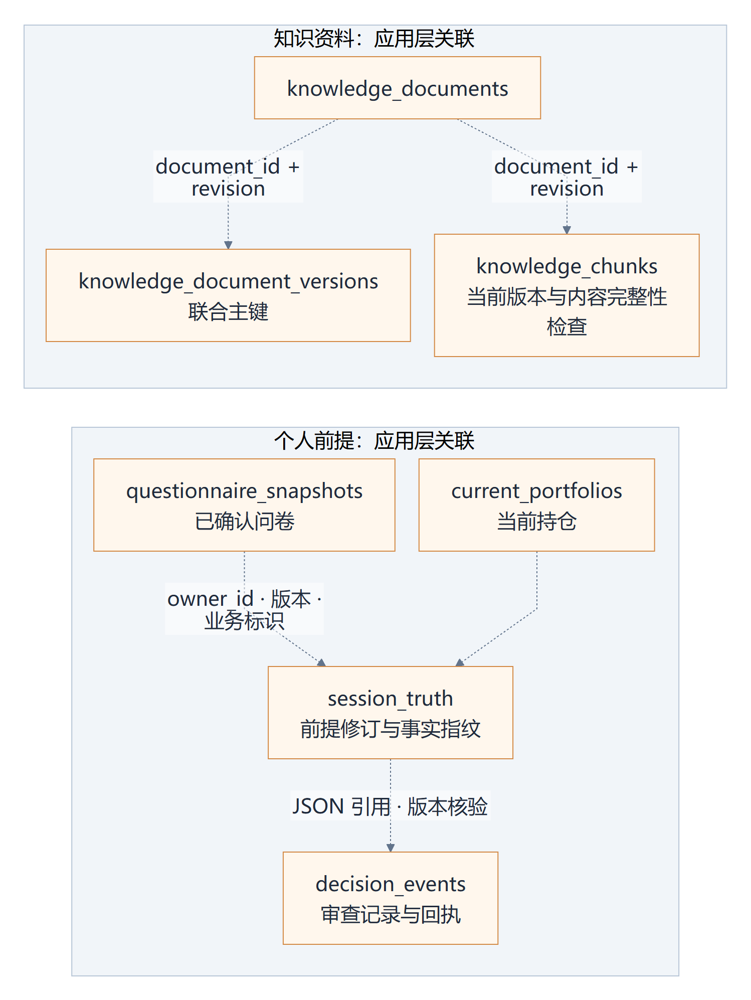 知识资料：应用层关联
knowledge_documents
document_id +
revision
document_id +
revision
knowledge_document_versions
联合主键
knowledge_chunks
当前版本与内容完整性
检查
个人前提：应用层关联
questionnaire_snapshots
已确认问卷
current_portfolios
当前持仓
owner_id · 版本 ·
业务标识
session_truth
前提修订与事实指纹
JSON 引用 · 版本核验
decision_events
审查记录与回执